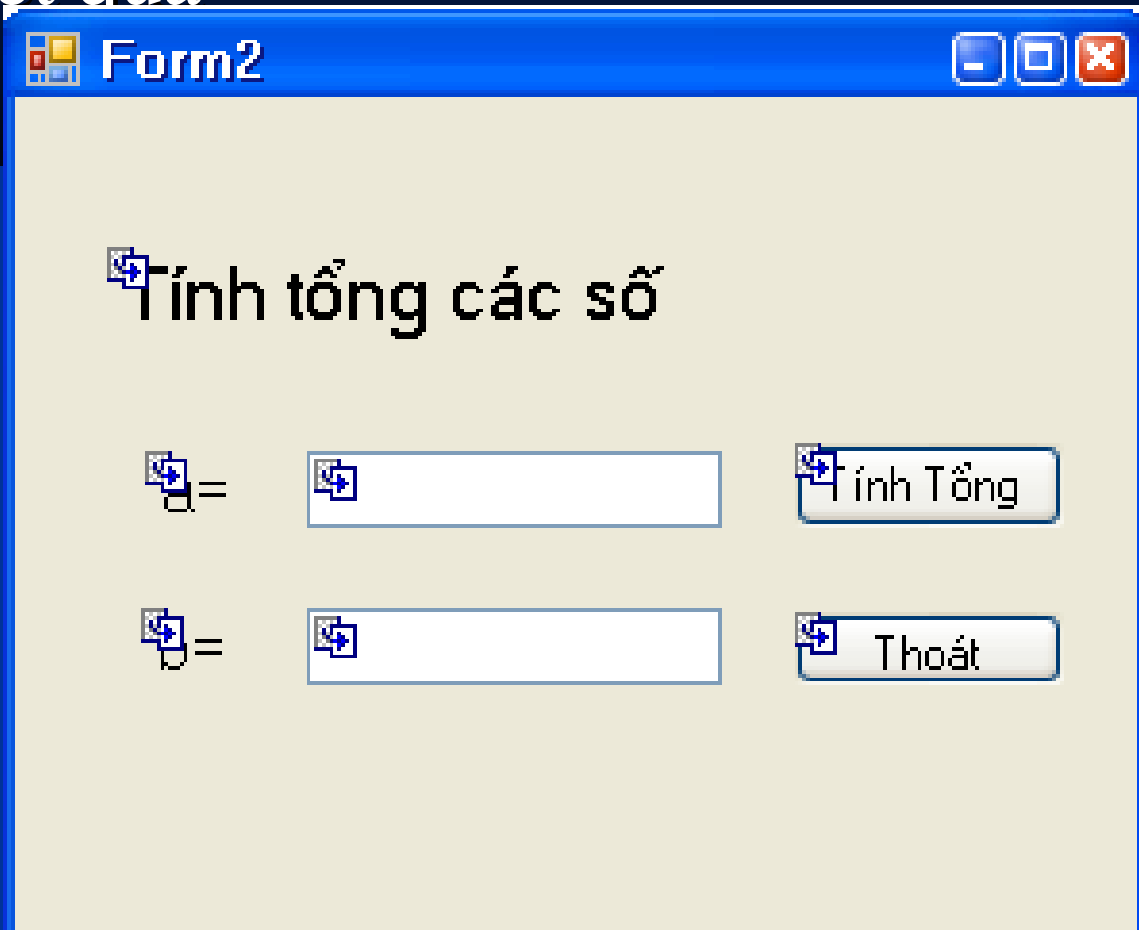 Form2
Tính tổng các số
a=
Tính Tổng
b=
Thoát